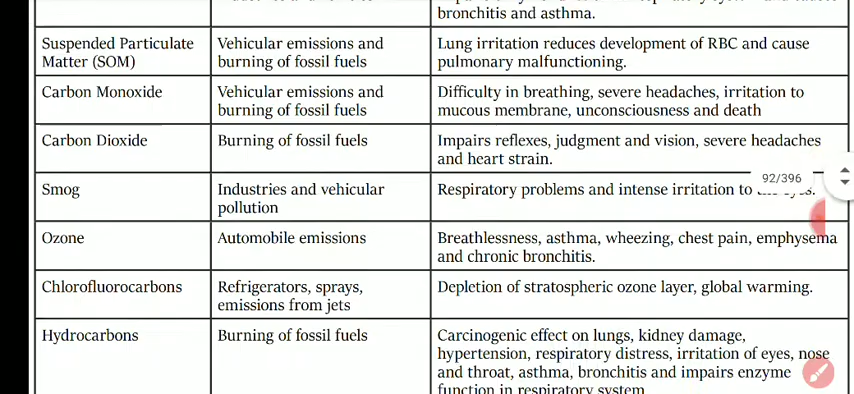 bronchitis and asthma.
Suspended Particulate
Matter (SOM)
Vehicular emissions and
burning of fossil fuels
Lung irritation reduces development of RBC and cause
pulmonary malfunctioning.
Carbon Monoxide
Vehicular emissions and
burning of fossil fuels
Difficulty in breathing, severe headaches, irritation to
mucous membrane, unconsciousness and death
Carbon Dioxide
Burning of fossil fuels
Impairs reflexes, judgment and vision, severe headaches
and heart strain.
92/396
Smog
Industries and vehicular
pollution
Respiratory problems and intense irritation to
Ozone
Automobile emissions
Breathlessness, asthma, wheezing, chest pain, emphysema
and chronic bronchitis.
Chlorofluorocarbons
Refrigerators, sprays,
emissions from jets
Depletion of stratospheric ozone layer, global warming.
Hydrocarbons
Burning of fossil fuels
Carcinogenic effect on lungs, kidney damage,
hypertension, respiratory distress, irritation of eyes, nose
and throat, asthma, bronchitis and impairs enzyme
function in respiratory system